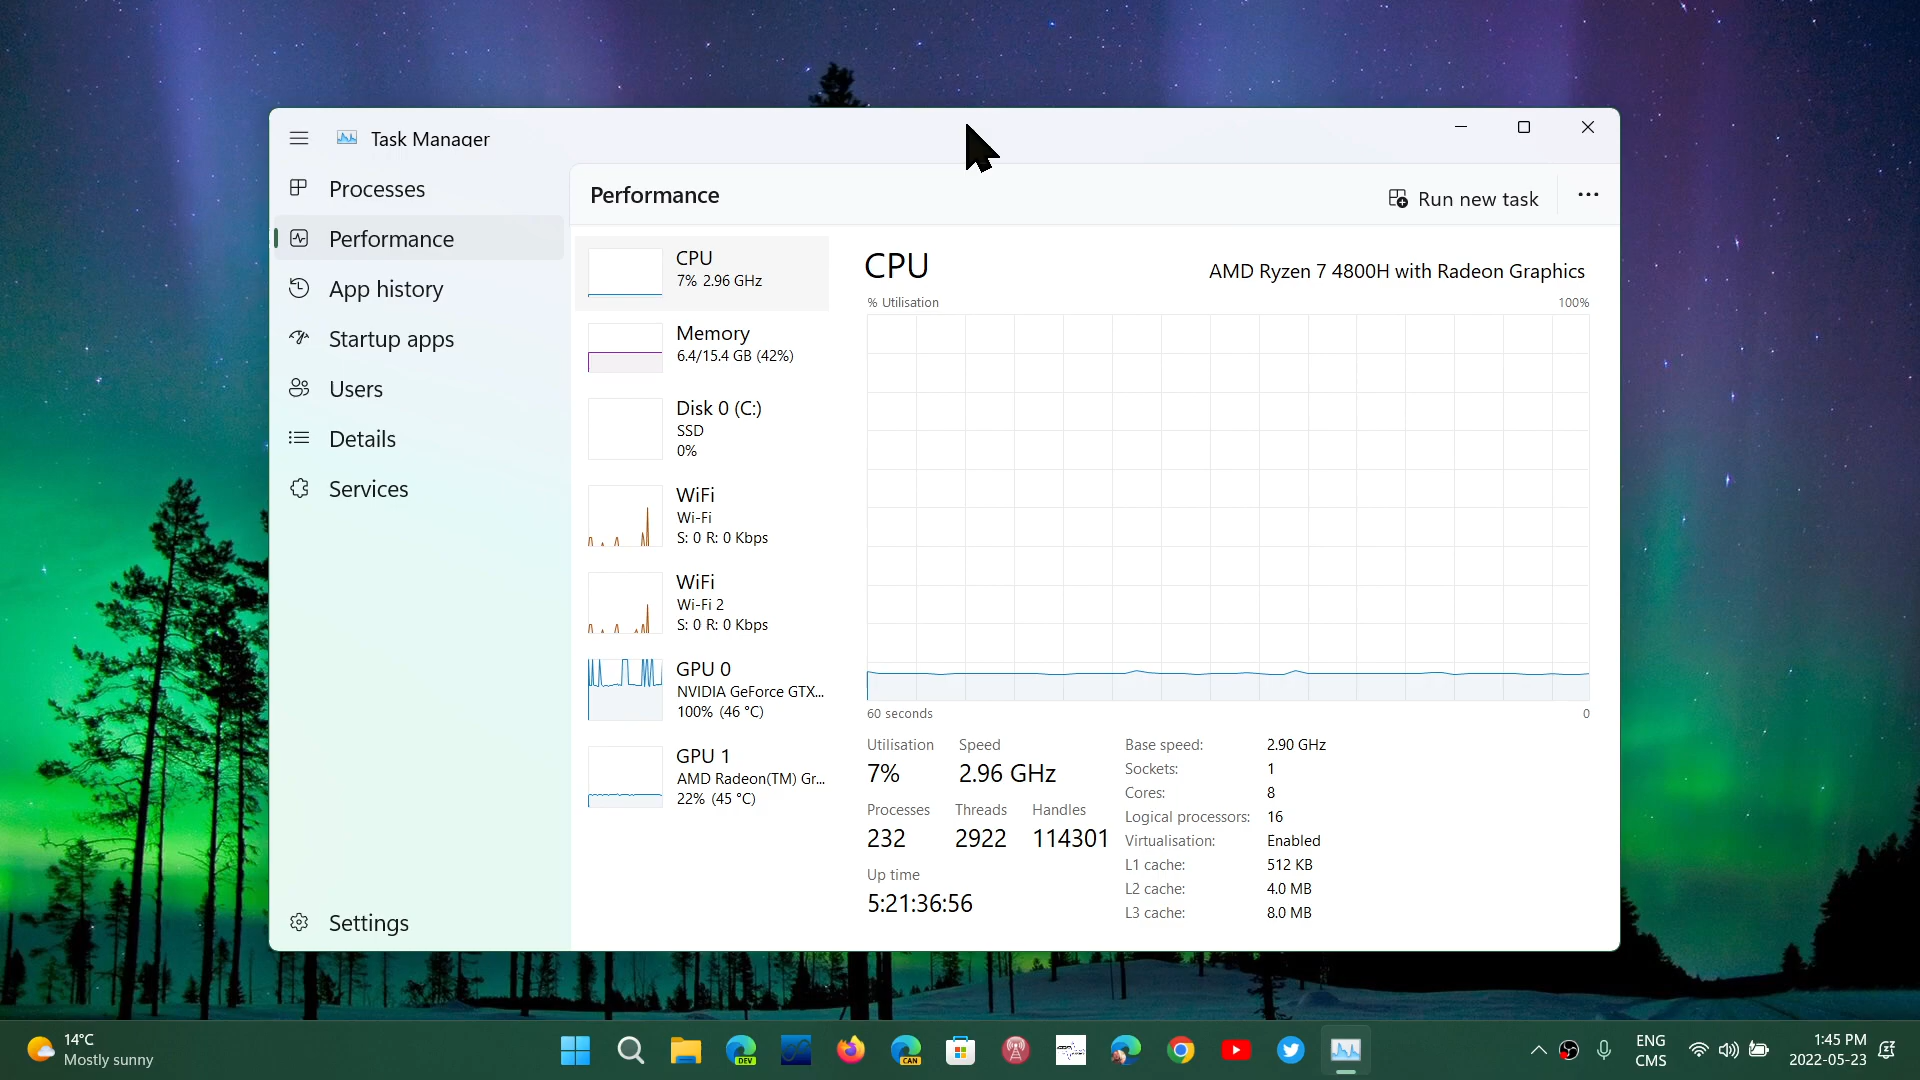 Task Manager
Processes
Performance
App history
Startup apps
Users
Details
Services
Settings
Performance
Run new task
CPU
7% 2.96 GHz
Memory
6.4/15.4 GB (42%)
Disk 0 (C:)
SSD
0%
WiFi
Wi-Fi
S: 0 R: 0 Kbps
WiFi
Wi-Fi 2
S: 0 R: 0 Kbps
GPU 0
NVIDIA GeForce GTX...
100% (46 °C)
GPU 1
AMD Radeon(TM) Gr...
22% (45 °C)
CPU
AMD Ryzen 7 4800H with Radeon Graphics
% Utilisation
100%
60 seconds
0
Utilisation Speed
7% 2.96 GHz
Processes Threads Handles
232 2922 114301
Up time
5:21:36:56
Base speed: 2.90 GHz
Sockets: 1
Cores: 8
Logical processors: 16
Virtualisation: Enabled
L1 cache: 512 KB
L2 cache: 4.0 MB
L3 cache: 8.0 MB
14°C
Mostly sunny
DEV
CAN
ENG
CMS
1:45 PM
2022-05-23